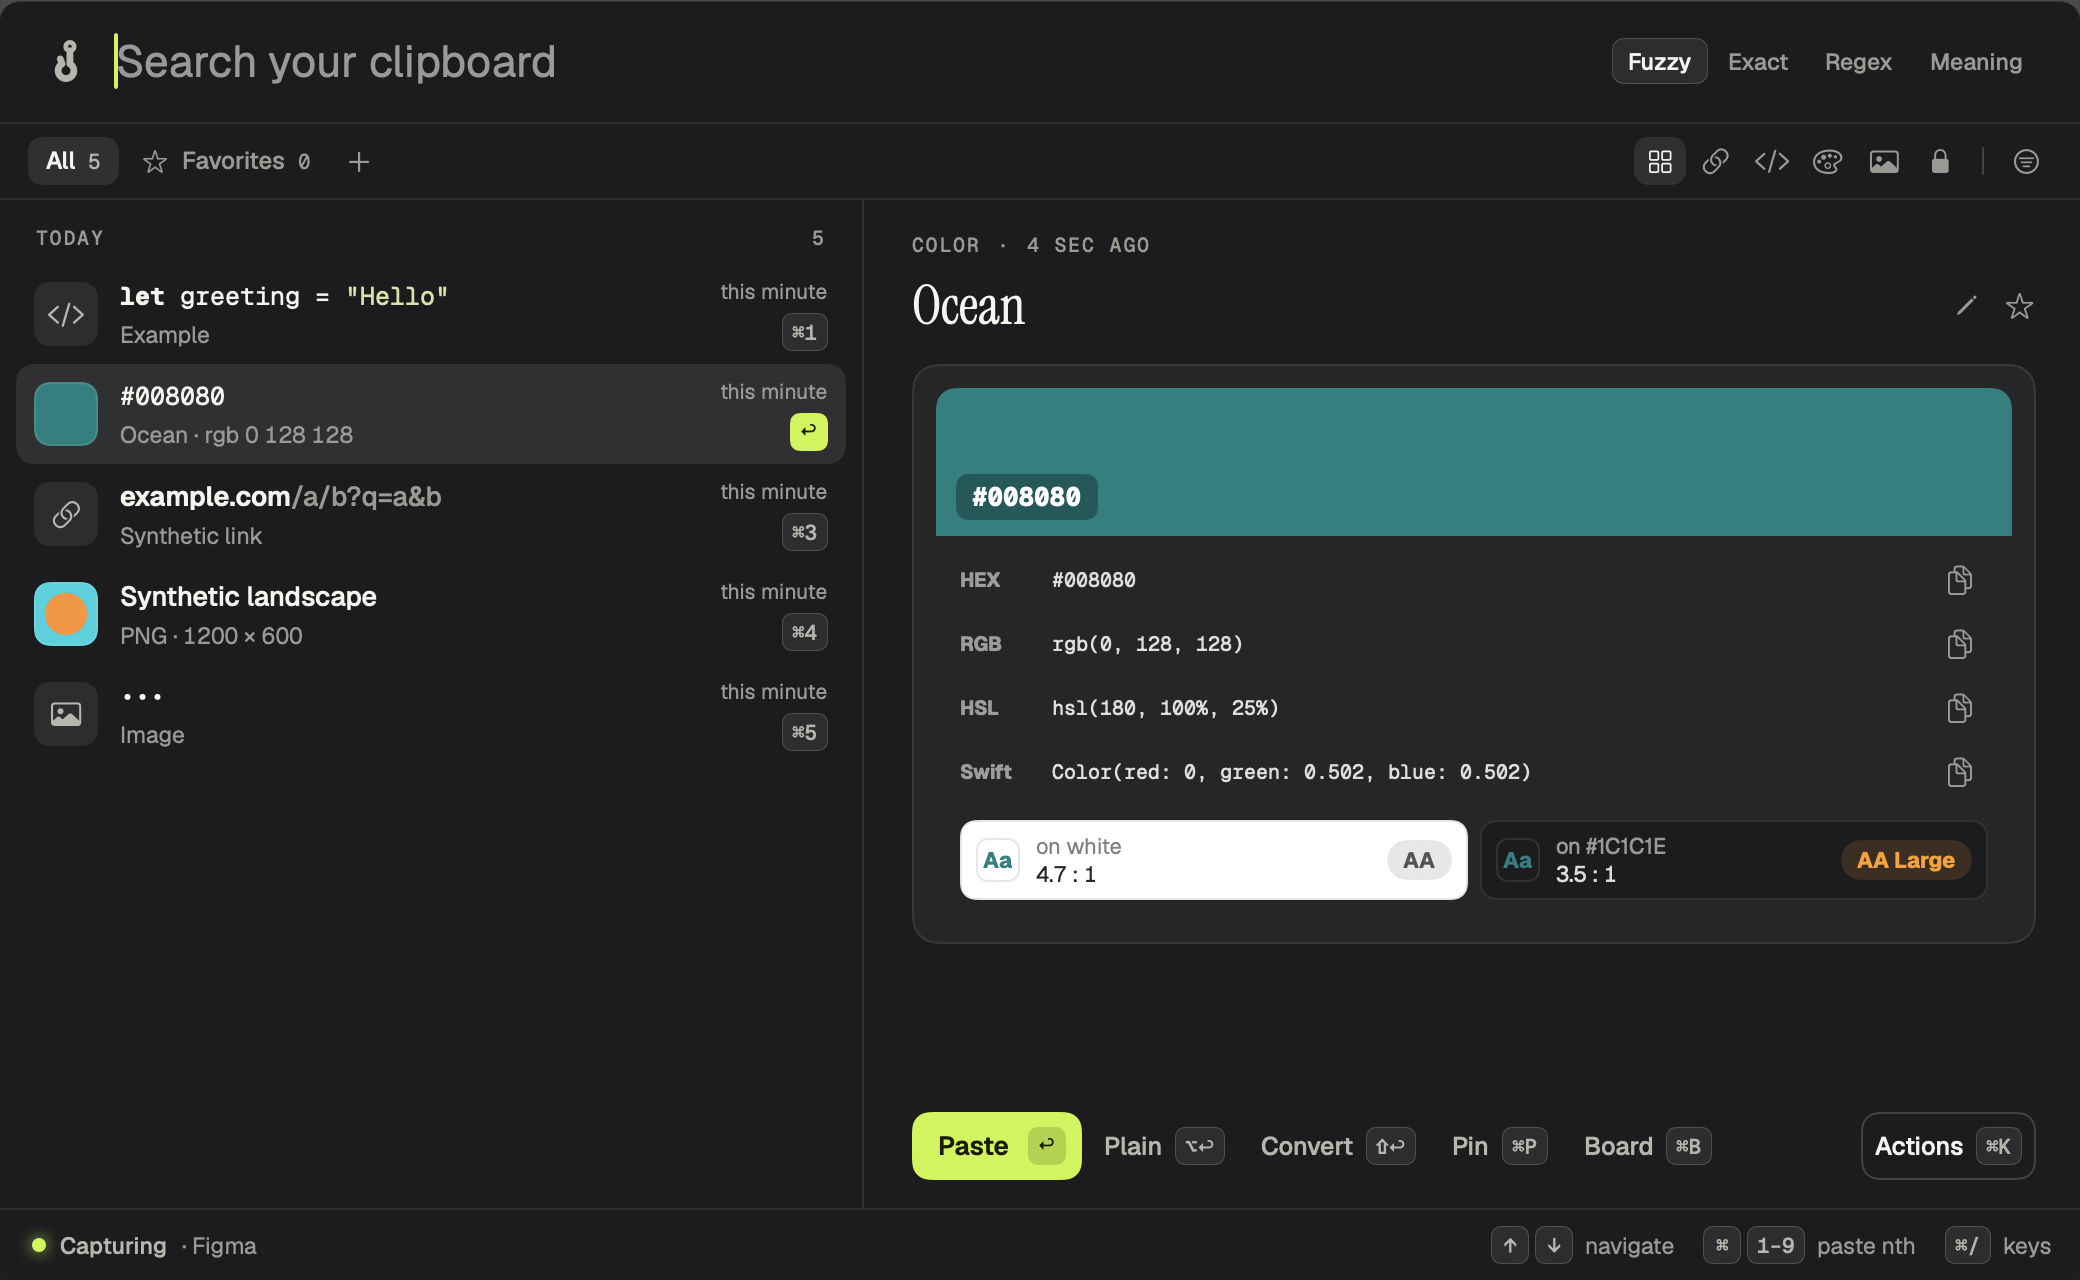 Search your clipboard
Fuzzy Exact Regex Meaning
All 5 Favorites 0
TODAY 5
let greeting = "Hello" this minute
Example ⌘1
#008080 this minute
Ocean · rgb 0 128 128
example.com/a/b?q=a&b this minute
Synthetic link ⌘3
Synthetic landscape this minute
PNG · 1200 × 600 ⌘4
... this minute
Image ⌘5
COLOR · 4 SEC AGO
Ocean
#008080
HEX #008080
RGB rgb(0, 128, 128)
HSL hsl(180, 100%, 25%)
Swift Color(red: 0, green: 0.502, blue: 0.502)
Aa on white 4.7 : 1 AA
Aa on #1C1C1E 3.5 : 1 AA Large
Paste ↩ Plain ⌥↩ Convert ⇧↩ Pin ⌘P Board ⌘B Actions ⌘K
Capturing · Figma ↑ ↓ navigate ⌘ 1-9 paste nth ⌘/ keys